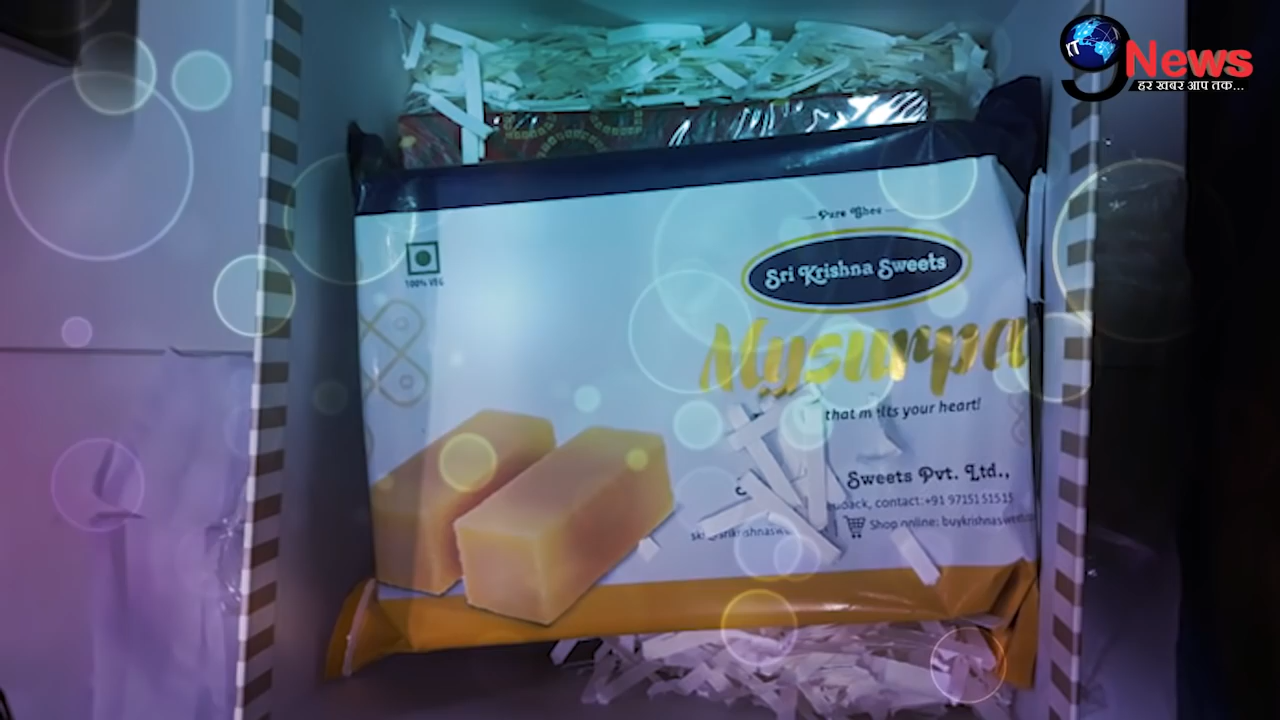 9 News
हर खबर आप तक...
Pure Ghee
Sri Krishna Sweets
100% VEG
Mysurpa
that melts your heart!
Sweets Pvt. Ltd.,
contact:+91 9715151515
Shop online: